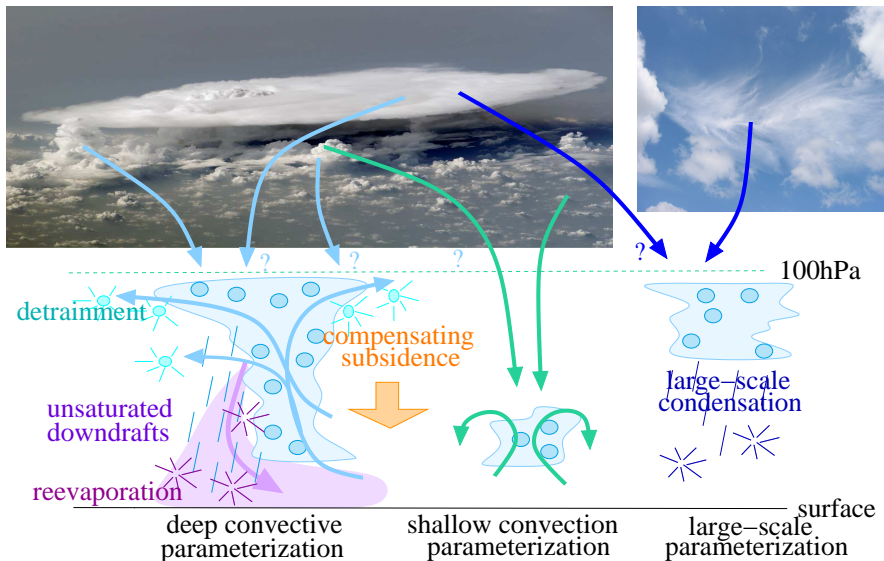 ? ? ? ?
100hPa
detrainment
compensating
subsidence
large−scale
condensation
unsaturated
downdrafts
reevaporation
surface
deep convective
parameterization
shallow convection
parameterization
large−scale
parameterization